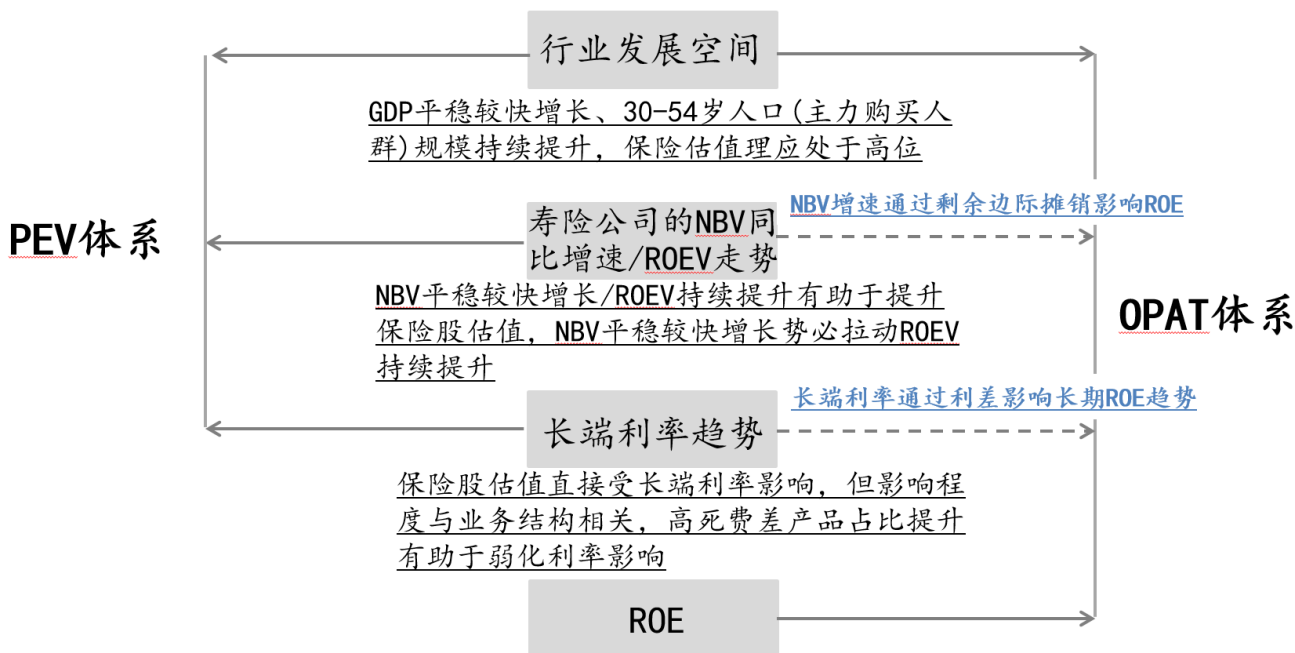 行业发展空间
GDP平稳较快增长、30-54岁人口(主力购买人
群)规模持续提升，保险估值理应处于高位
PEV体系
寿险公司的NBV同
比增速/ROEV走势
NBV增速通过剩余边际摊销影响ROE
NBV平稳较快增长/ROEV持续提升有助于提升
保险股估值，NBV平稳较快增长势必拉动ROEV
持续提升
OPAT体系
长端利率趋势
长端利率通过利差影响长期ROE趋势
保险股估值直接受长端利率影响，但影响程
度与业务结构相关，高死费差产品占比提升
有助于弱化利率影响
ROE